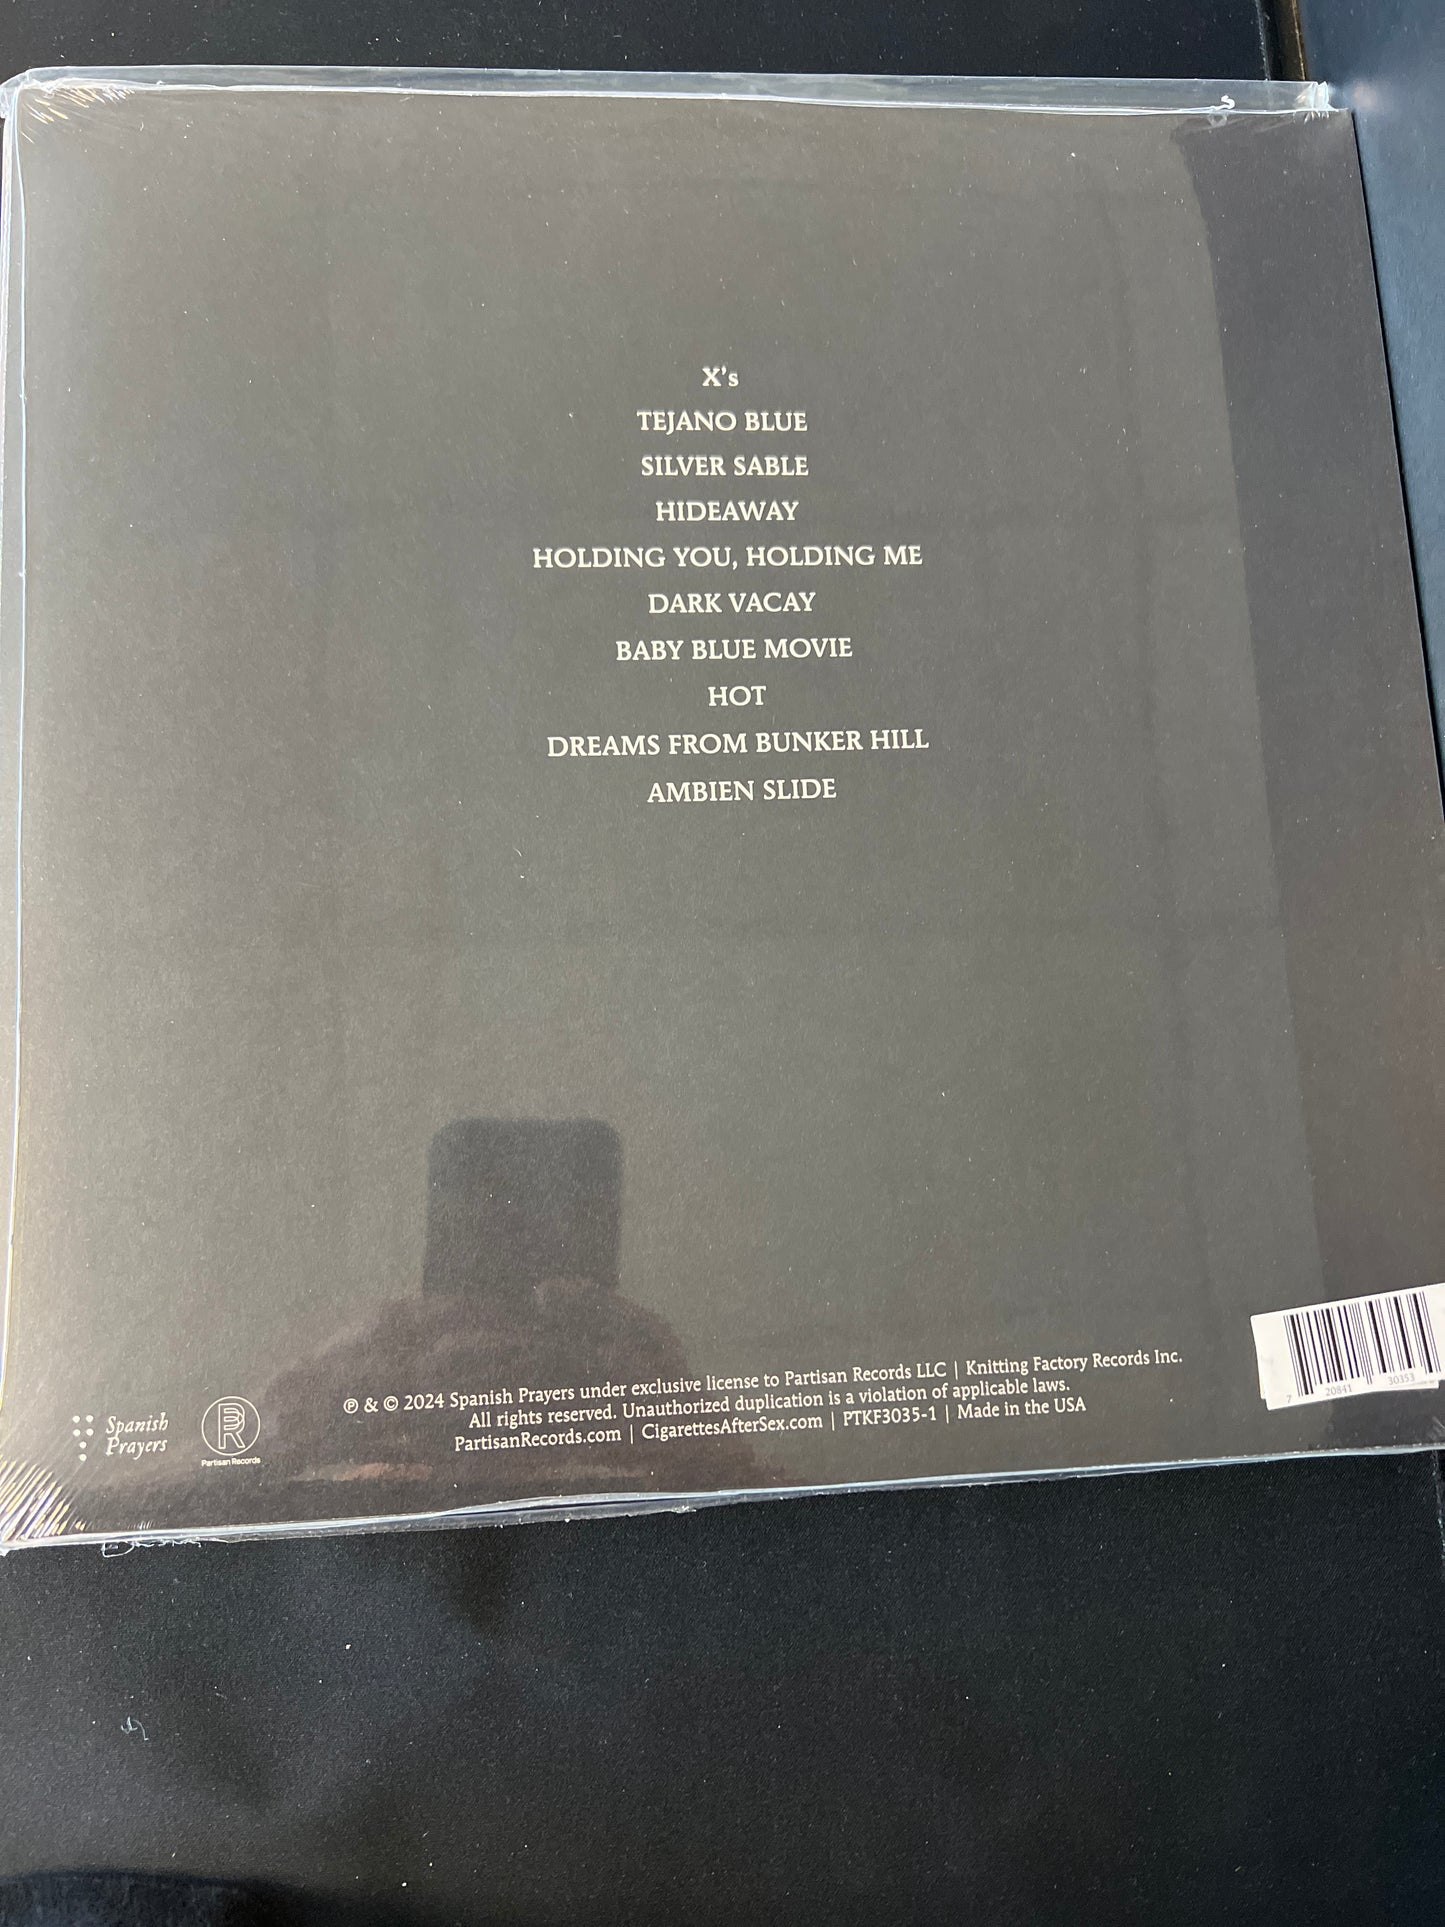 X's
TEJANO BLUE
SILVER SABLE
HIDEAWAY
HOLDING YOU, HOLDING ME
DARK VACAY
BABY BLUE MOVIE
HOT
DREAMS FROM BUNKER HILL
AMBIEN SLIDE
Spanish
Prayers
Partisan Records
℗ & © 2024 Spanish Prayers under exclusive license to Partisan Records LLC | Knitting Factory Records Inc.
All rights reserved. Unauthorized duplication is a violation of applicable laws.
PartisanRecords.com | CigarettesAfterSex.com | PTKF3035-1 | Made in the USA
7 20841 30353